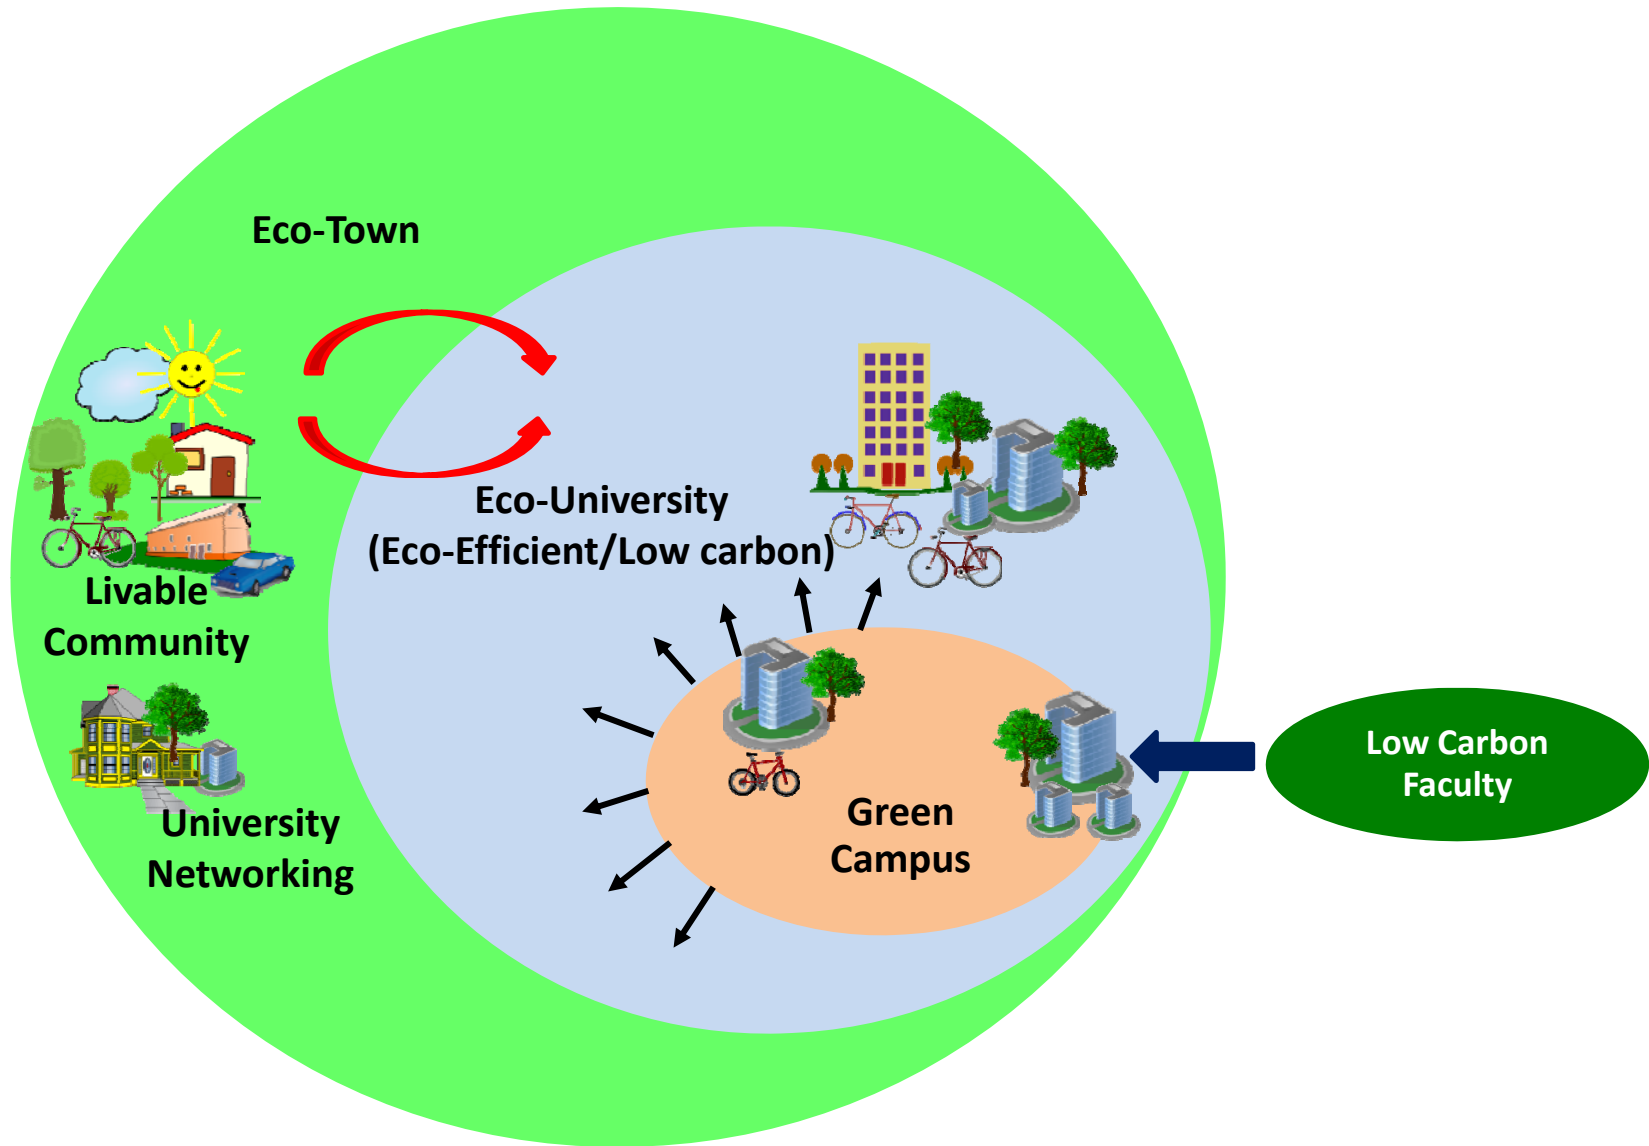 Eco-Town
Eco-University
(Eco-Efficient/Low carbon)
Livable
Community
University
Networking
Green
Campus
Low Carbon
Faculty